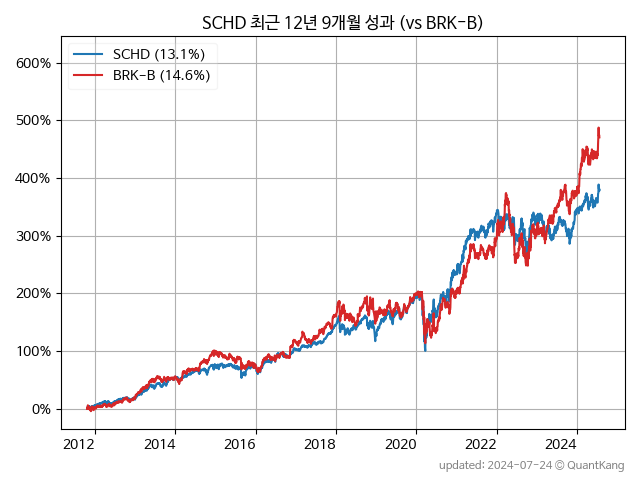 SCHD 최근 12년 9개월 성과 (vs BRK-B)
SCHD (13.1%)
BRK-B (14.6%)
600%
500%
400%
300%
200%
100%
0%
2012 2014 2016 2018 2020 2022 2024
updated: 2024-07-24 © QuantKang